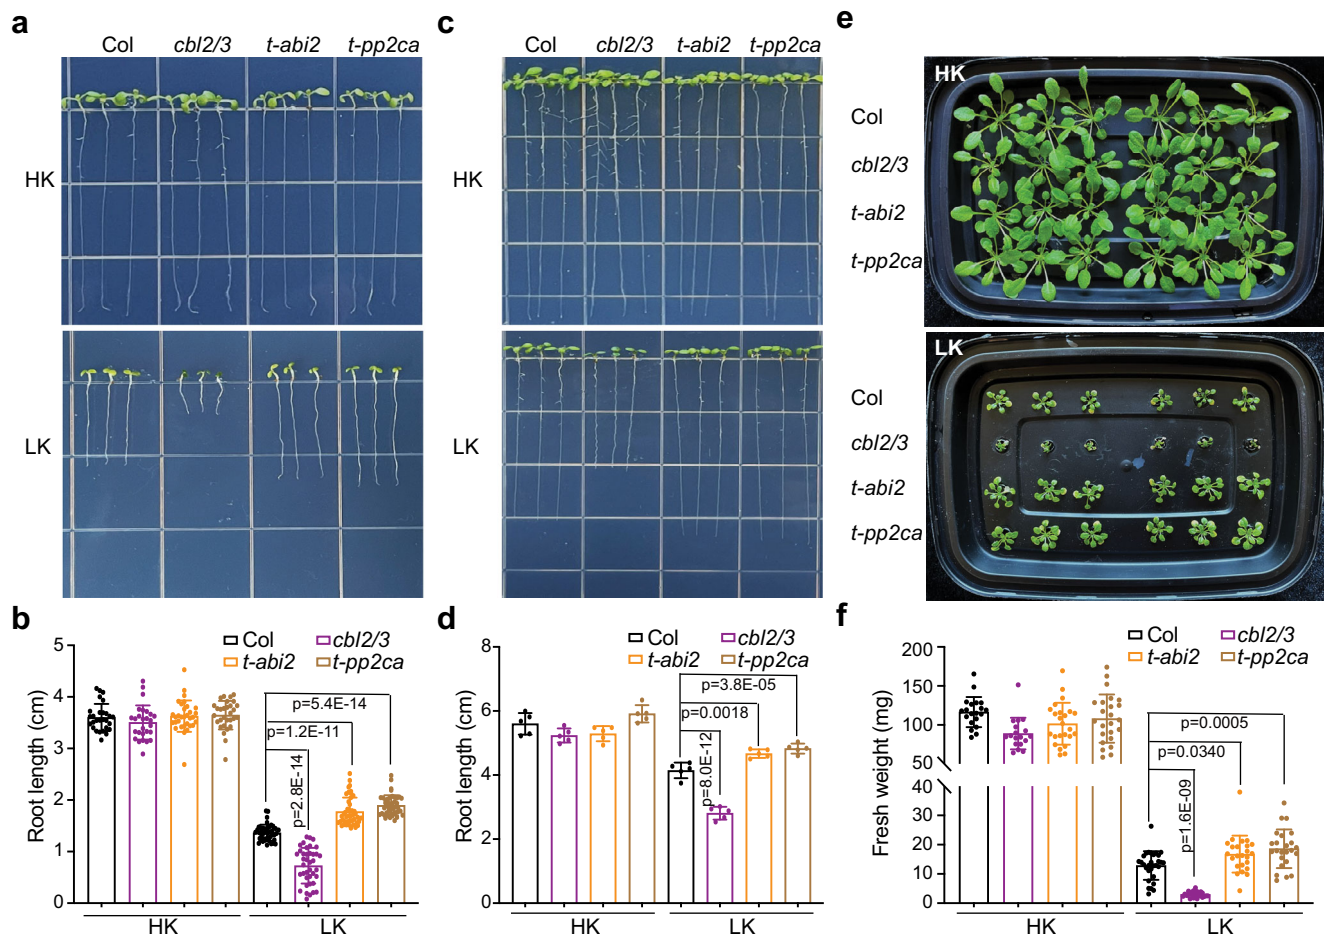 a
Col cbl2/3 t-abi2 t-pp2ca
HK
LK
b
Col cbl2/3
t-abi2 t-pp2ca
Root length (cm)
5
4
3
2
1
0
p=5.4E-14
p=1.2E-11
p=2.8E-14
HK LK
c
Col cbl2/3 t-abi2 t-pp2ca
HK
LK
d
Col cbl2/3
t-abi2 t-pp2ca
Root length (cm)
8
6
4
2
0
p=3.8E-05
p=0.0018
p=8.0E-12
HK LK
e
HK
Col
cbl2/3
t-abi2
t-pp2ca
LK
Col
cbl2/3
t-abi2
t-pp2ca
f
Col cbl2/3
t-abi2 t-pp2ca
Fresh weight (mg)
200
150
100
50
40
30
20
10
0
p=0.0005
p=0.0340
p=1.6E-09
HK LK